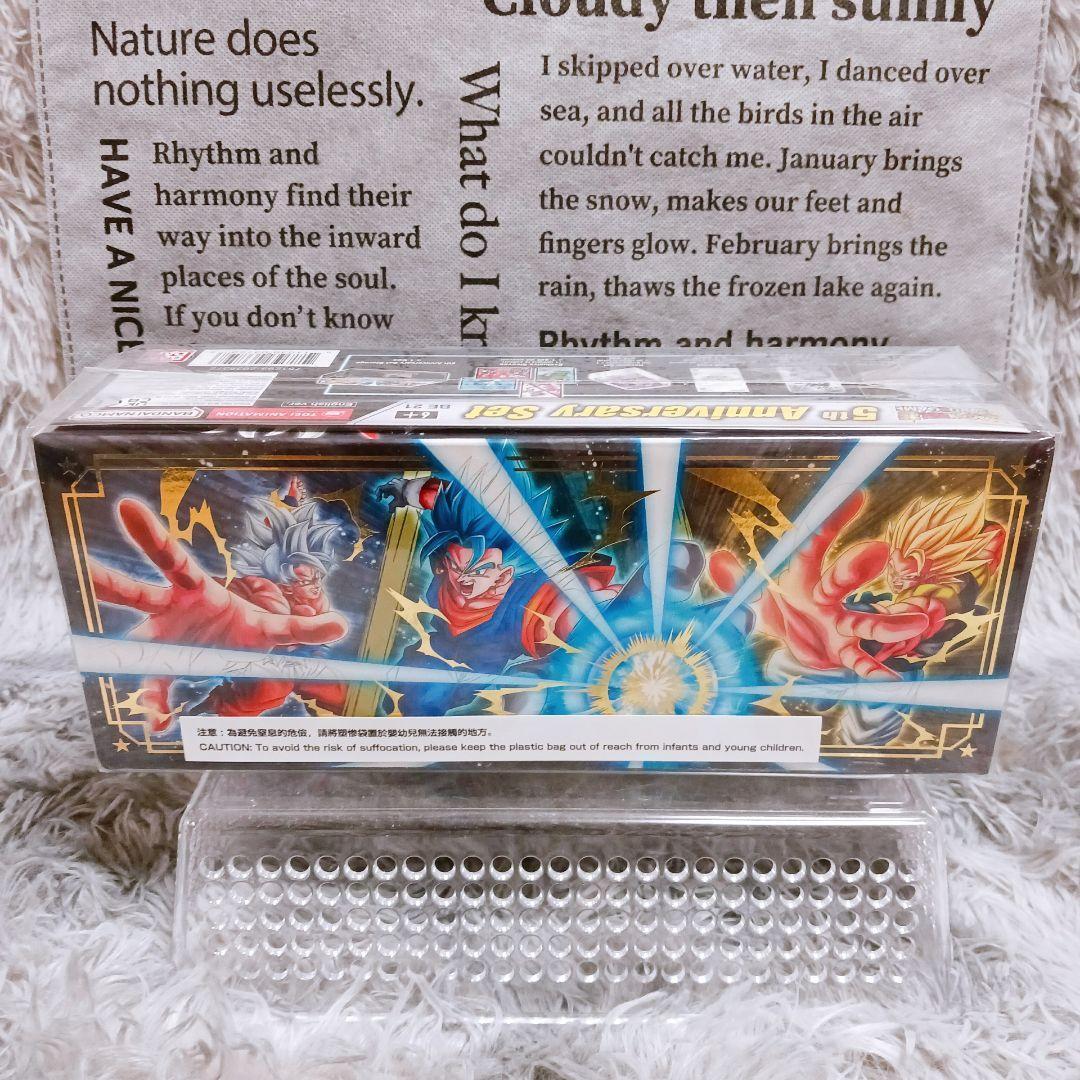 Cloudy then sunny
Nature does
nothing uselessly.
HAVE A NICE
Rhythm and
harmony find their
way into the inward
places of the soul.
If you don't know
What do I kn
I skipped over water, I danced over
sea, and all the birds in the air
couldn't catch me. January brings
the snow, makes our feet and
fingers glow. February brings the
rain, thaws the frozen lake again.
Rhythm and harmony
5th Anniversary Set
BE 21
English ver.
TOEI ANIMATION
BANDAI NAMCO
注意：為避免窒息的危險，請將塑慘袋置於嬰幼兒無法接觸的地方。
CAUTION: To avoid the risk of suffocation, please keep the plastic bag out of reach from infants and young children.